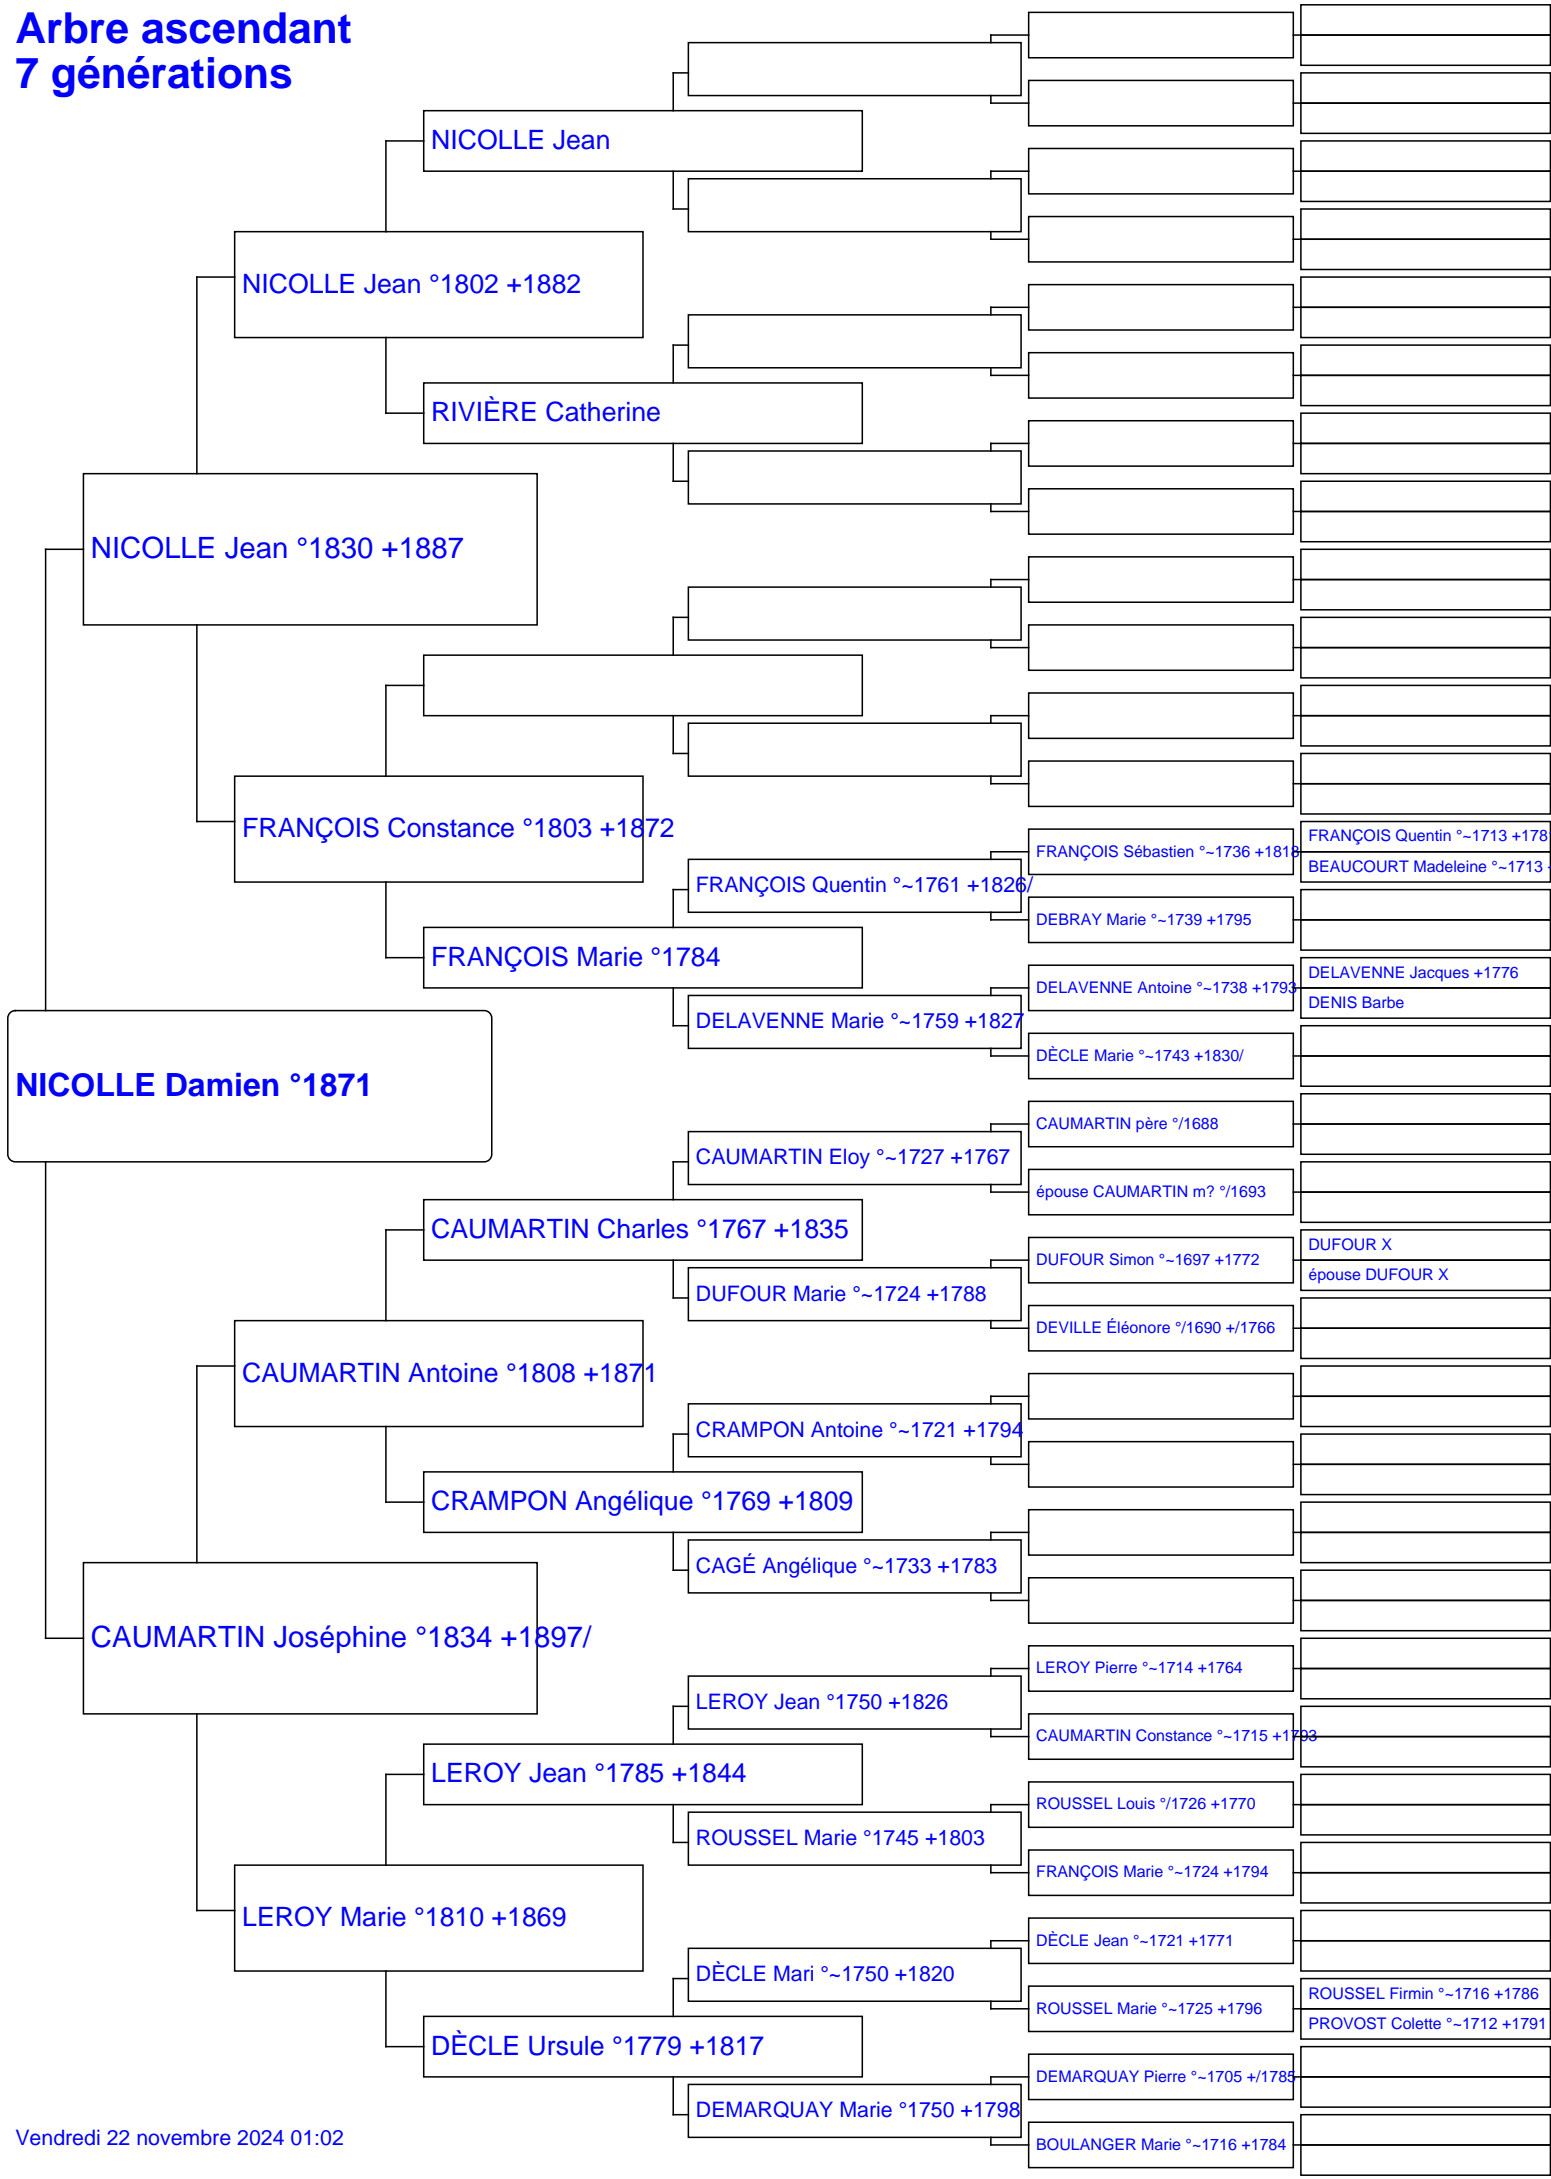 Arbre ascendant
7 générations
NICOLLE Jean
NICOLLE Jean °1802 +1882
RIVIÈRE Catherine
NICOLLE Jean °1830 +1887
FRANÇOIS Constance °1803 +1872
FRANÇOIS Sébastien °~1736 +1818
FRANÇOIS Quentin °~1713 +178
BEAUCOURT Madeleine °~1713
FRANÇOIS Quentin °~1761 +1826/
DEBRAY Marie °~1739 +1795
FRANÇOIS Marie °1784
DELAVENNE Antoine °~1738 +1793
DELAVENNE Jacques +1776
DENIS Barbe
DELAVENNE Marie °~1759 +1827
DÈCLE Marie °~1743 +1830/
NICOLLE Damien °1871
CAUMARTIN père °/1688
CAUMARTIN Eloy °~1727 +1767
épouse CAUMARTIN m? °/1693
CAUMARTIN Charles °1767 +1835
DUFOUR Simon °~1697 +1772
DUFOUR X
épouse DUFOUR X
DUFOUR Marie °~1724 +1788
DEVILLE Éléonore °/1690 +/1766
CAUMARTIN Antoine °1808 +1871
CRAMPON Antoine °~1721 +1794
CRAMPON Angélique °1769 +1809
CAGÉ Angélique °~1733 +1783
CAUMARTIN Joséphine °1834 +1897/
LEROY Pierre °~1714 +1764
LEROY Jean °1750 +1826
CAUMARTIN Constance °~1715 +1793
LEROY Jean °1785 +1844
ROUSSEL Louis °/1726 +1770
ROUSSEL Marie °1745 +1803
FRANÇOIS Marie °~1724 +1794
LEROY Marie °1810 +1869
DÈCLE Jean °~1721 +1771
DÈCLE Mari °~1750 +1820
ROUSSEL Marie °~1725 +1796
ROUSSEL Firmin °~1716 +1786
PROVOST Colette °~1712 +1791
DÈCLE Ursule °1779 +1817
DEMARQUAY Pierre °~1705 +/1785
DEMARQUAY Marie °1750 +1798
BOULANGER Marie °~1716 +1784
Vendredi 22 novembre 2024 01:02